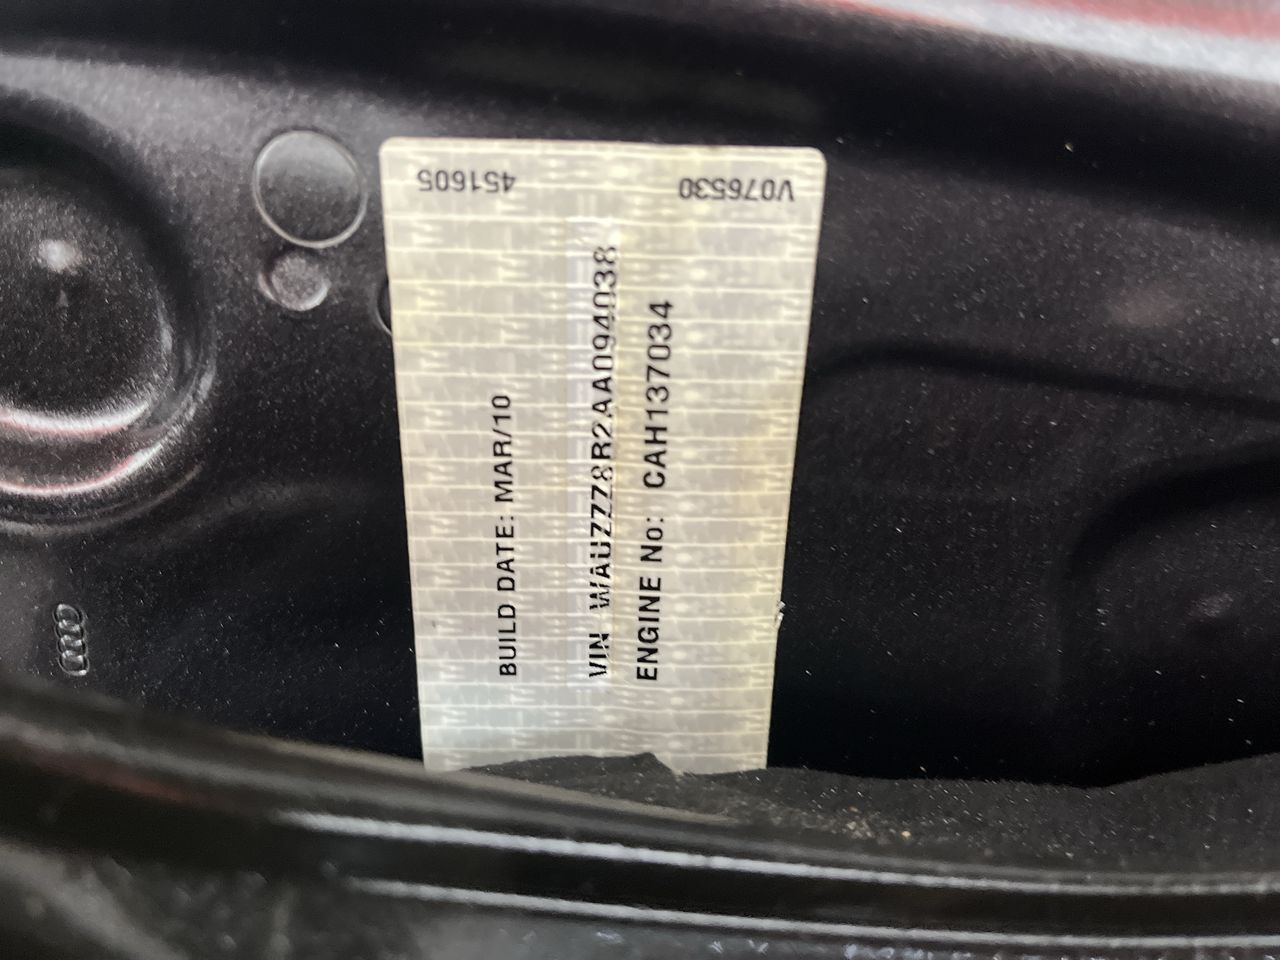 451605
V076530
BUILD DATE: MAR/10
VIN WAUZZZ8R2AA094038
ENGINE No: CAH137034